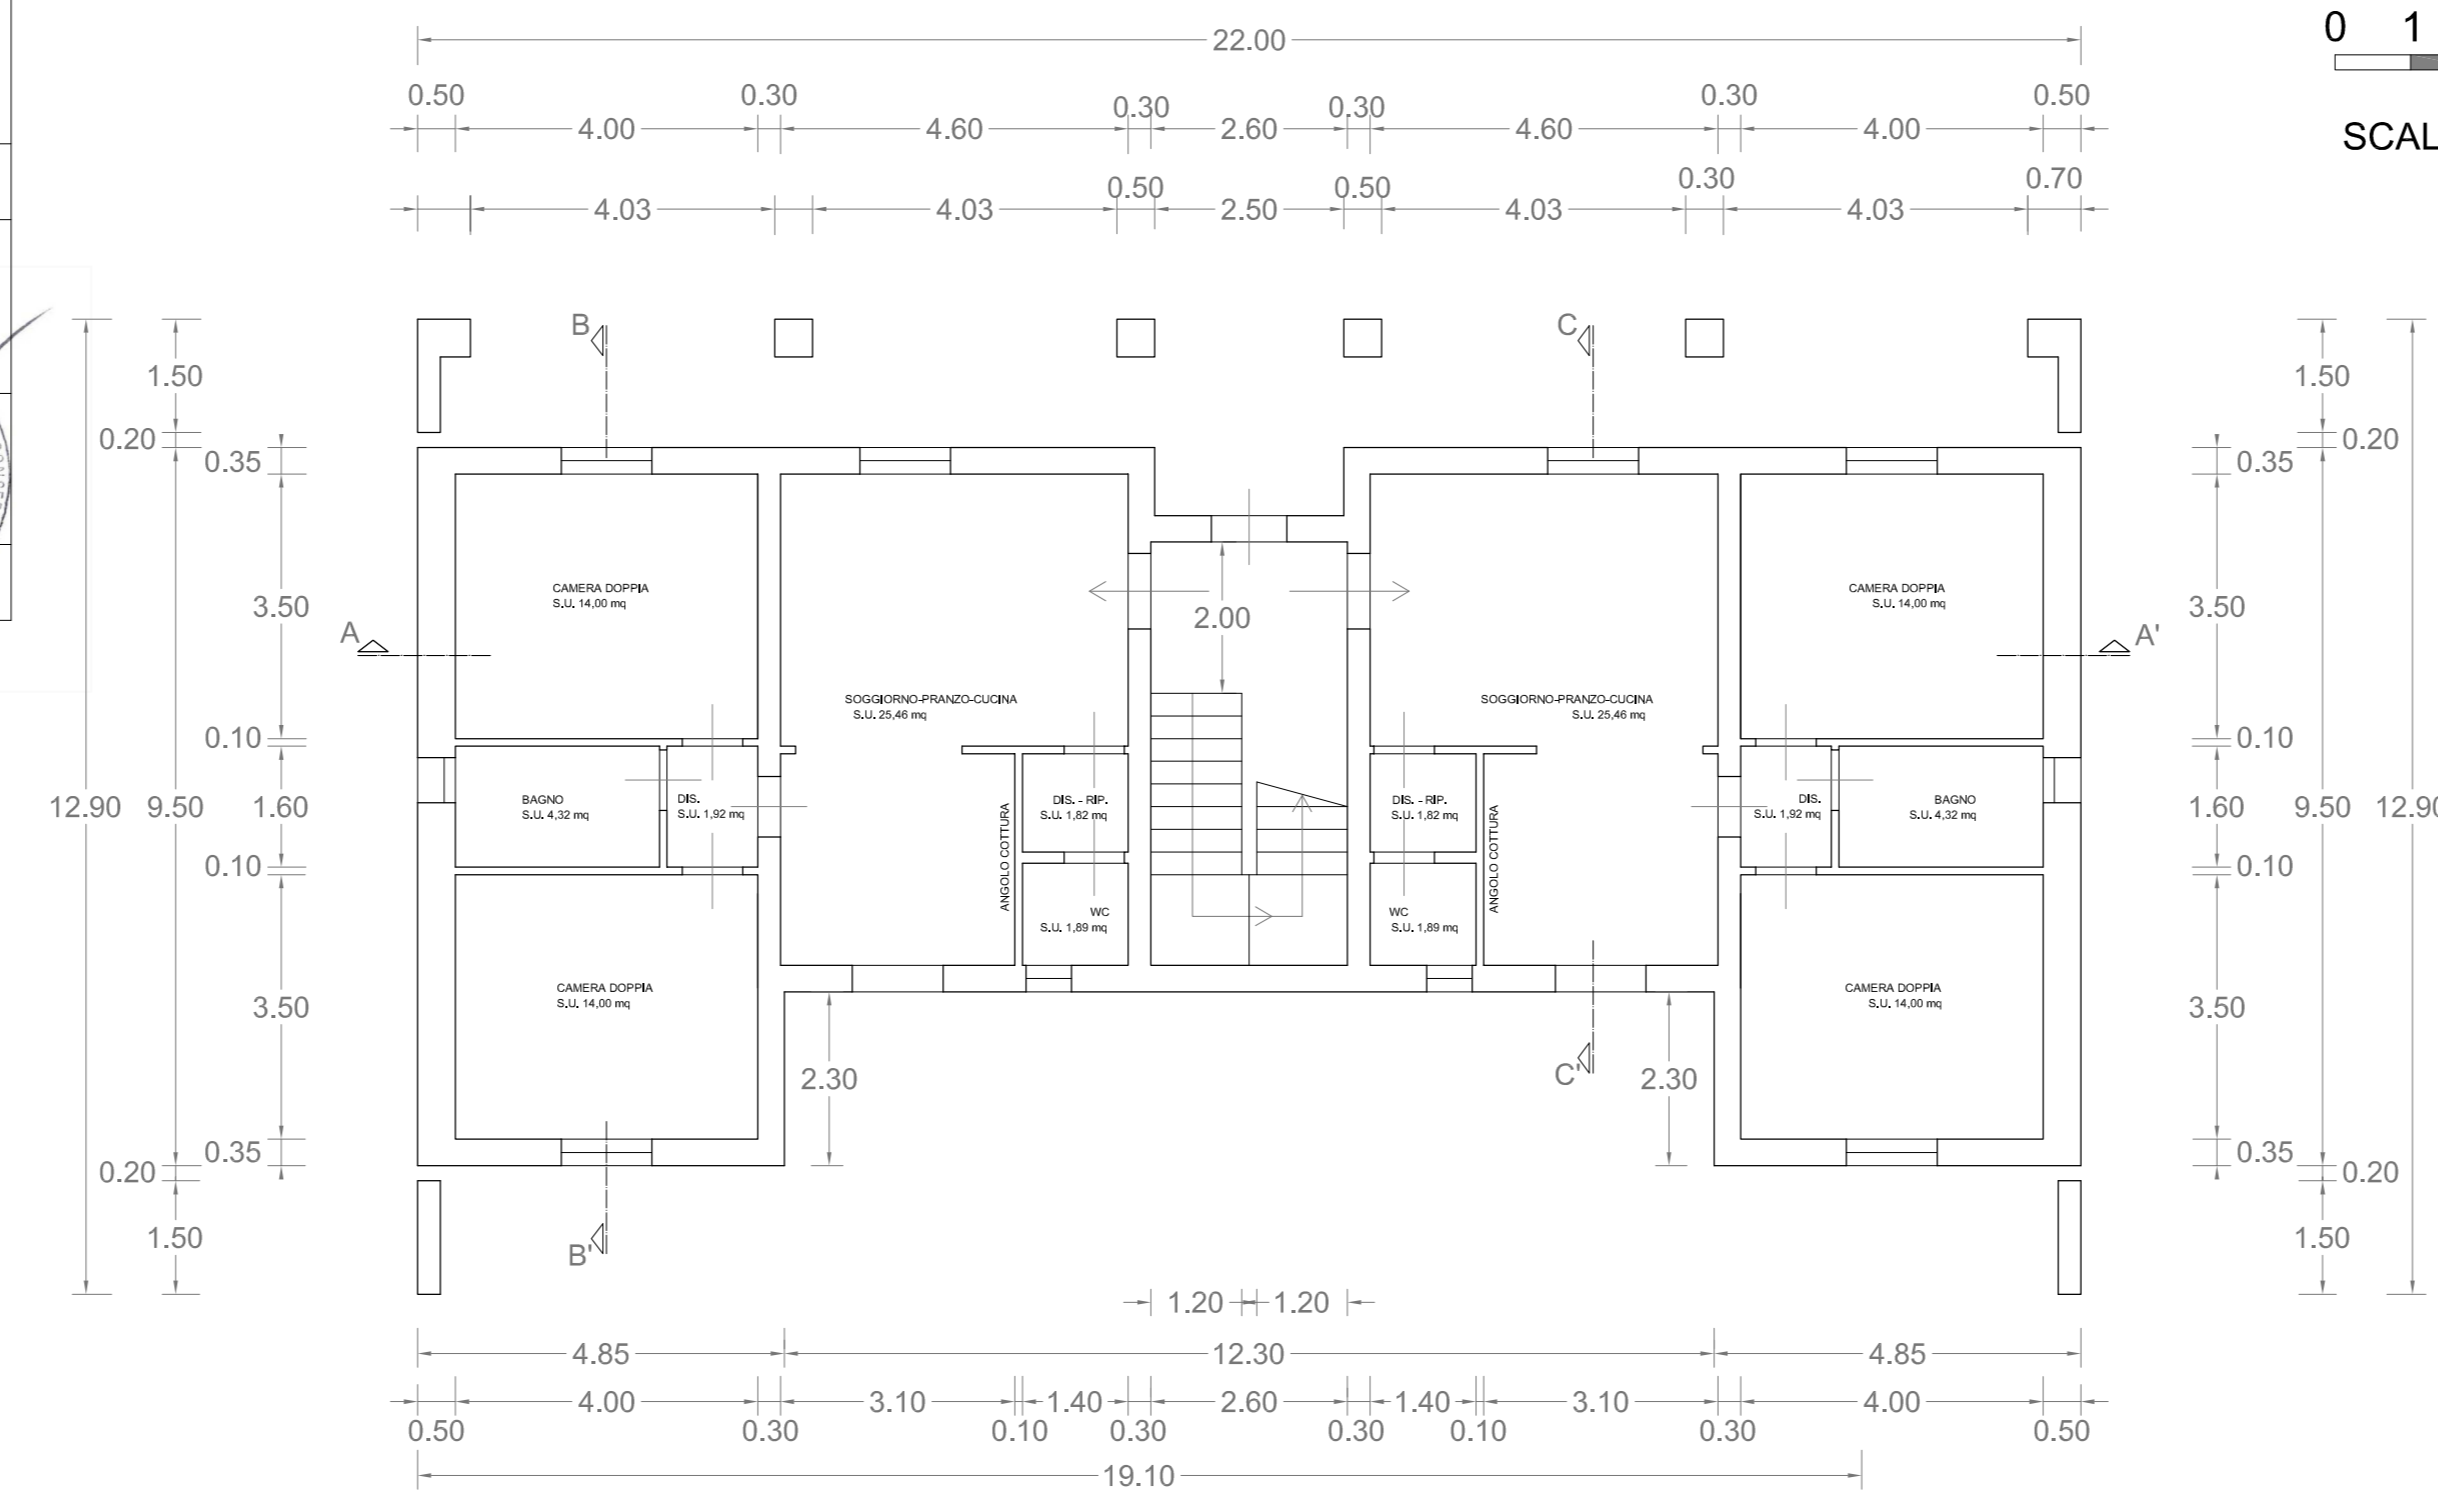 0 1
SCAL
22.00
0.50 0.30 0.30 0.30 0.30 0.50
4.00 4.60 2.60 4.60 4.00
0.50 0.50 0.30 0.70
4.03 4.03 2.50 4.03 4.03
B C
1.50 1.50
0.20 0.20
0.35 0.35
CAMERA DOPPIA
S.U. 14,00 mq
CAMERA DOPPIA
S.U. 14,00 mq
3.50 2.00 3.50
A A'
SOGGIORNO-PRANZO-CUCINA
S.U. 25,46 mq
SOGGIORNO-PRANZO-CUCINA
S.U. 25,46 mq
0.10 0.10
12.90 9.50 1.60
BAGNO
S.U. 4,32 mq
DIS.
S.U. 1,92 mq
ANGOLO COTTURA
DIS. - RIP.
S.U. 1,82 mq
DIS. - RIP.
S.U. 1,82 mq
ANGOLO COTTURA
DIS.
S.U. 1,92 mq
BAGNO
S.U. 4,32 mq
1.60 9.50 12.90
0.10 0.10
WC
S.U. 1,89 mq
WC
S.U. 1,89 mq
CAMERA DOPPIA
S.U. 14,00 mq
CAMERA DOPPIA
S.U. 14,00 mq
3.50 3.50
2.30 C' 2.30
0.35 0.35
0.20 0.20
1.50 1.50
B'
1.20 1.20
4.85 12.30 4.85
4.00 3.10 1.40 2.60 1.40 3.10 4.00
0.50 0.30 0.10 0.30 0.30 0.10 0.30 0.50
19.10